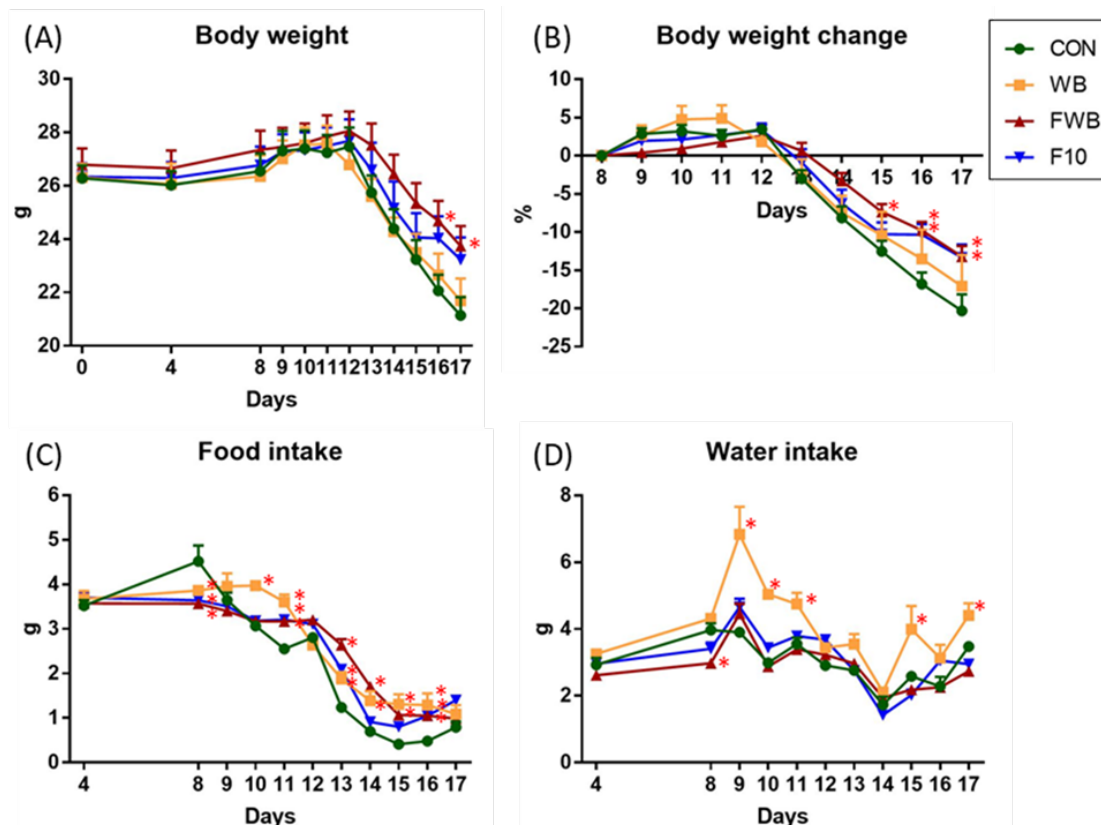 (A) Body weight
30
28
26
24
22
20
g
0 4 8 9 10 11 12 13 14 15 16 17
Days
*
*
(B) Body weight change
10
5
0
-5
-10
-15
-20
-25
%
8 9 10 11 12 13 14 15 16 17
Days
*
* *
* *
CON
WB
FWB
F10
(C) Food intake
6
5
4
3
2
1
0
g
4 8 9 10 11 12 13 14 15 16 17
Days
* * *
*
* * *
* * *
* * *
* *
* * *
(D) Water intake
8
6
4
2
0
g
4 8 9 10 11 12 13 14 15 16 17
Days
*
*
*
*
*
*